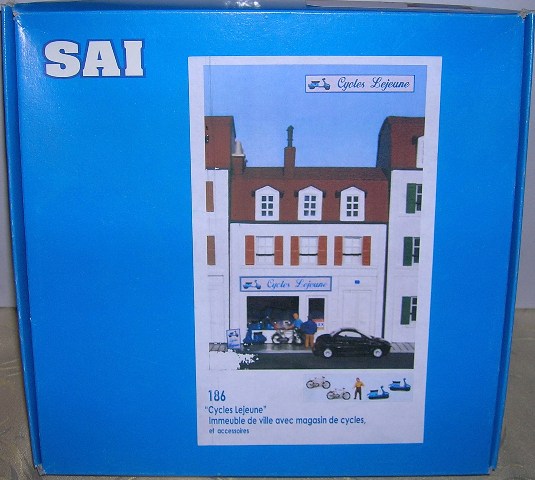 SAI
Cycles Lejeune
Cycles Lejeune
186
"Cycles Lejeune"
Immeuble de ville avec magasin de cycles,
et accessoires